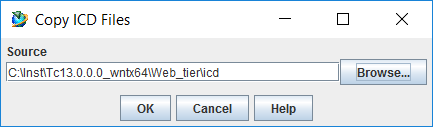 Copy ICD Files
Source
C:\Inst\Tc13.0.0.0_wntx64\Web_tier\icd
Browse...
OK Cancel Help